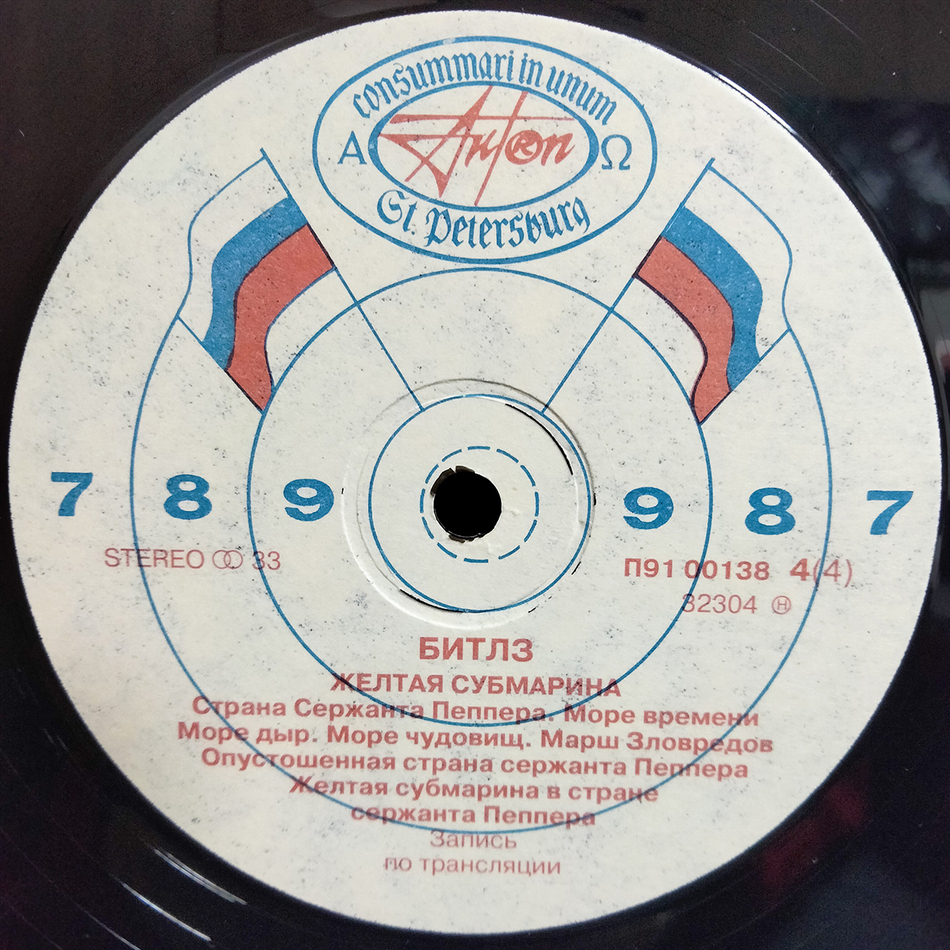 consummari in unum
Α AntЯon Ω
St. Petersburg
7 8 9 9 8 7
STEREO 33
П91 00138 4(4)
32304 Ⓗ
БИТЛЗ
ЖЕЛТАЯ СУБМАРИНА
Страна Сержанта Пеппера. Море времени
Море дыр. Море чудовищ. Марш Зловредов
Опустошенная страна сержанта Пеппера
Желтая субмарина в стране
сержанта Пеппера
Запись
по трансляции